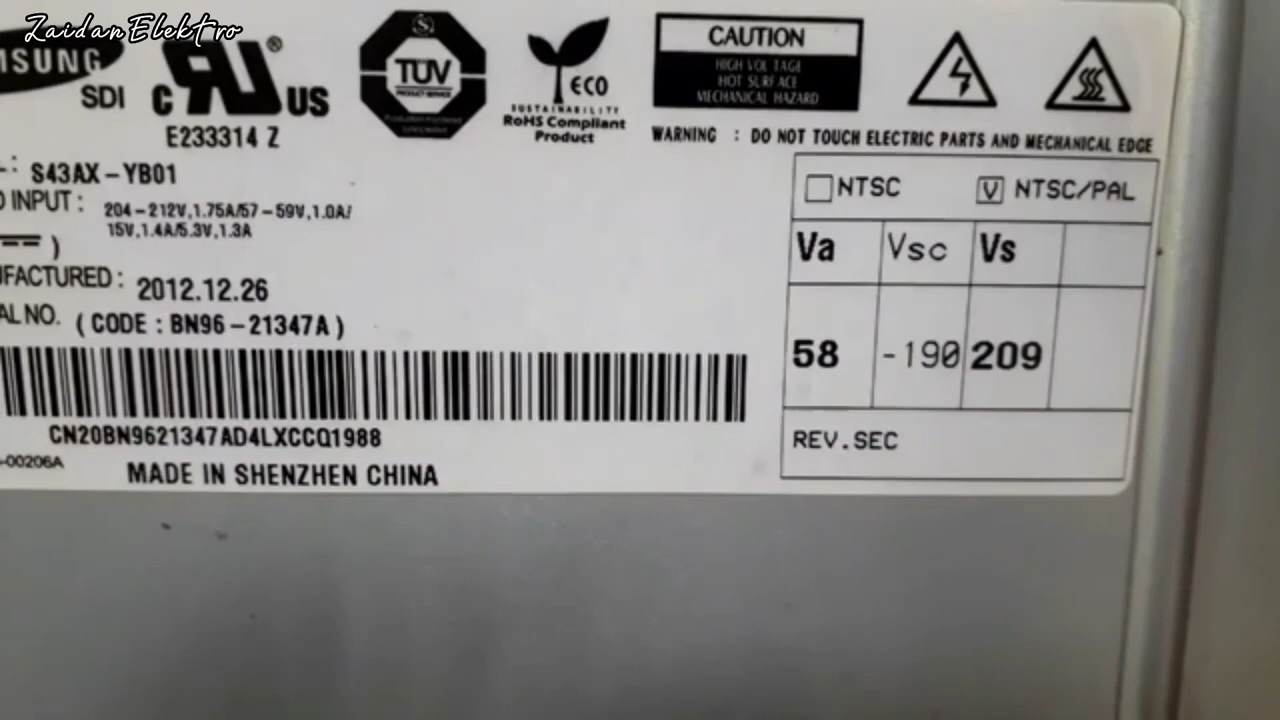 ZaidanElektro
SAMSUNG
SDI
c RU ® US
E233314 Z
TUV
PRODUCT SERVICE
ECO
SUSTAINABILITY
RoHS Compliant
Product
CAUTION
HIGH VOLTAGE
HOT SURFACE
MECHANICAL HAZARD
WARNING : DO NOT TOUCH ELECTRIC PARTS AND MECHANICAL EDGE
: S43AX-YB01
INPUT : 204-212V,1.75A/57-59V,1.0A/
15V,1.4A/5.3V,1.3A
)
UFACTURED : 2012.12.26
AL NO. ( CODE : BN96-21347A )
CN20BN9621347AD4LXCCQ1988
-00206A
MADE IN SHENZHEN CHINA
NTSC V NTSC/PAL
Va Vsc Vs
58 -190 209
REV.SEC